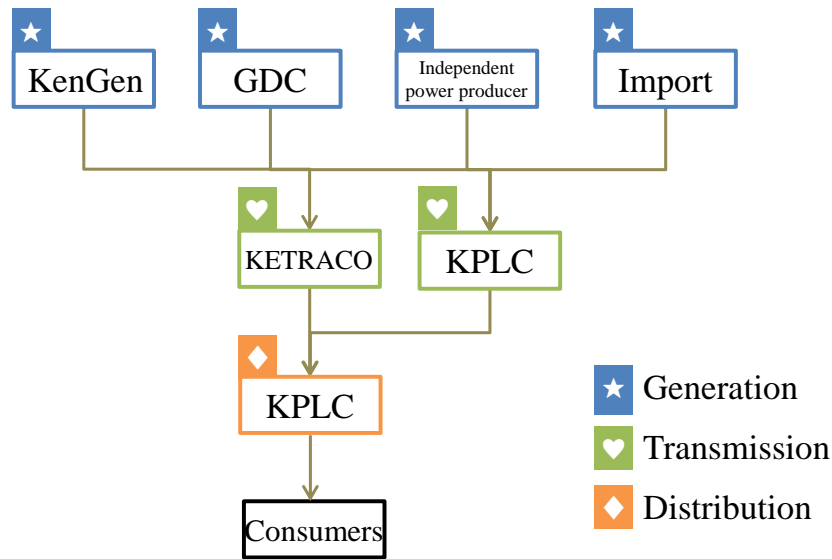 KenGen
GDC
Independent
power producer
Import
KETRACO
KPLC
KPLC
Consumers
Generation
Transmission
Distribution